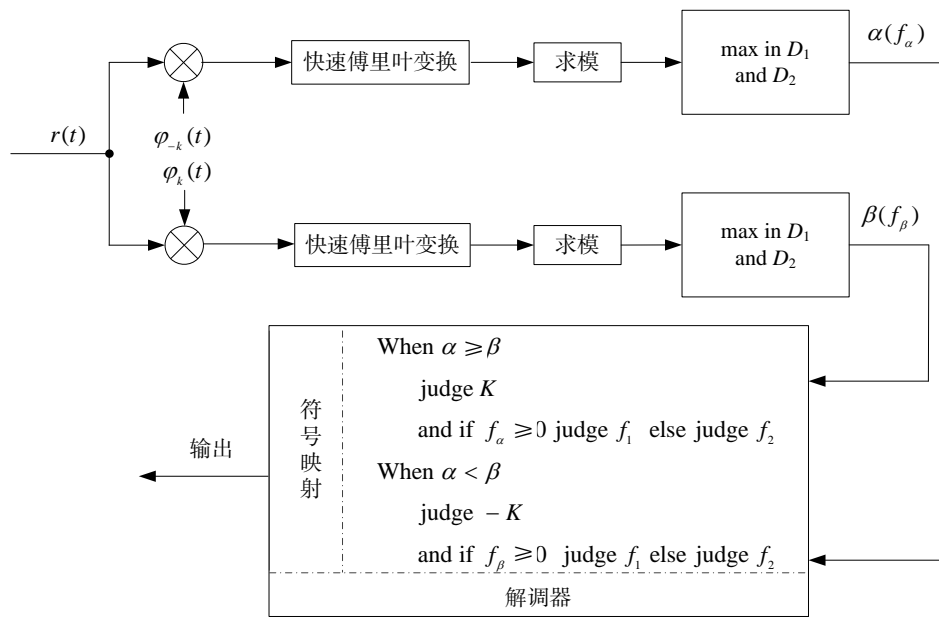 快速傅里叶变换
求模
max in D₁
and D₂
α(f_α)
r(t)
φ₋ₖ(t)
φₖ(t)
快速傅里叶变换
求模
max in D₁
and D₂
β(f_β)
When α ≥ β
judge K
and if f_α ≥0 judge f₁ else judge f₂
When α < β
judge − K
and if f_β ≥0 judge f₁ else judge f₂
符号映射
输出
解调器